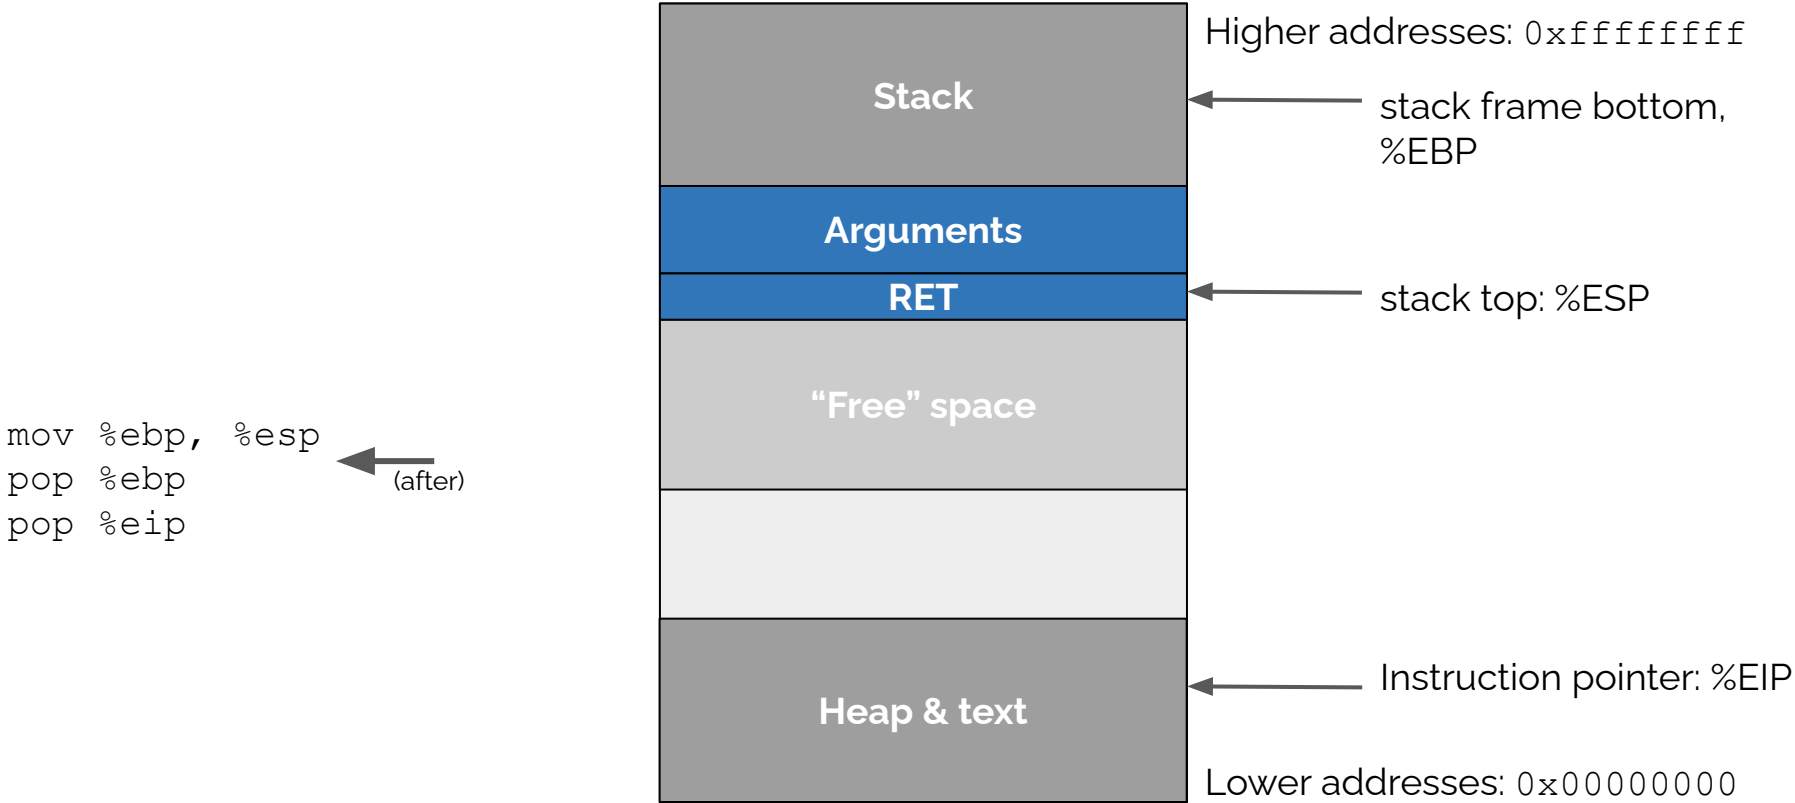 Higher addresses: 0xffffffff
Stack
stack frame bottom,
%EBP
Arguments
RET
stack top: %ESP
“Free” space
mov %ebp, %esp
pop %ebp
(after)
pop %eip
Instruction pointer: %EIP
Heap & text
Lower addresses: 0x00000000